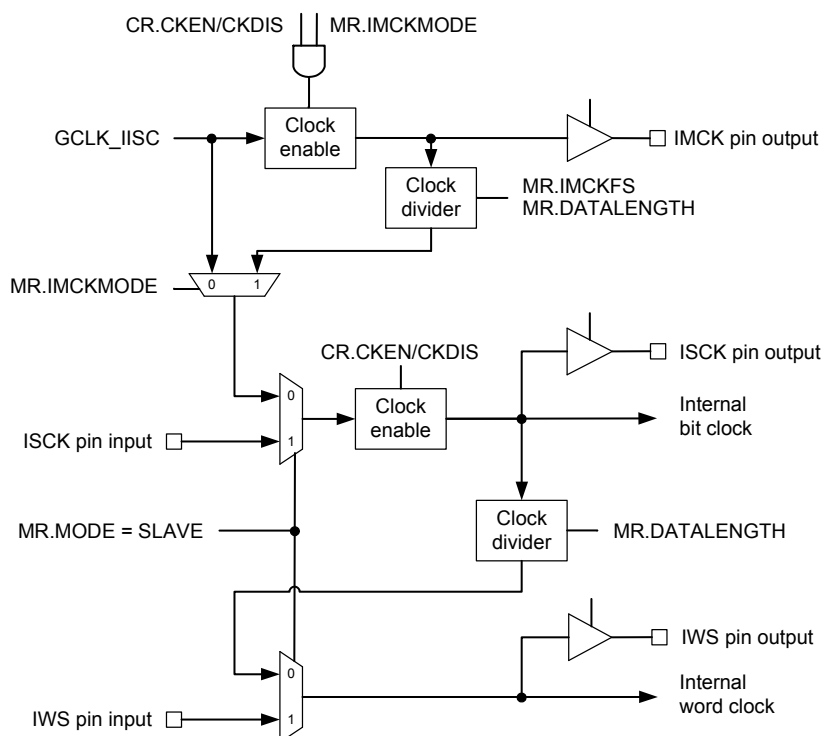 CR.CKEN/CKDIS
MR.IMCKMODE
GCLK_IISC
Clock
enable
IMCK pin output
Clock
divider
MR.IMCKFS
MR.DATALENGTH
MR.IMCKMODE
0
1
CR.CKEN/CKDIS
ISCK pin output
0
Clock
enable
Internal
bit clock
ISCK pin input
1
MR.MODE = SLAVE
Clock
divider
MR.DATALENGTH
IWS pin output
0
Internal
word clock
IWS pin input
1